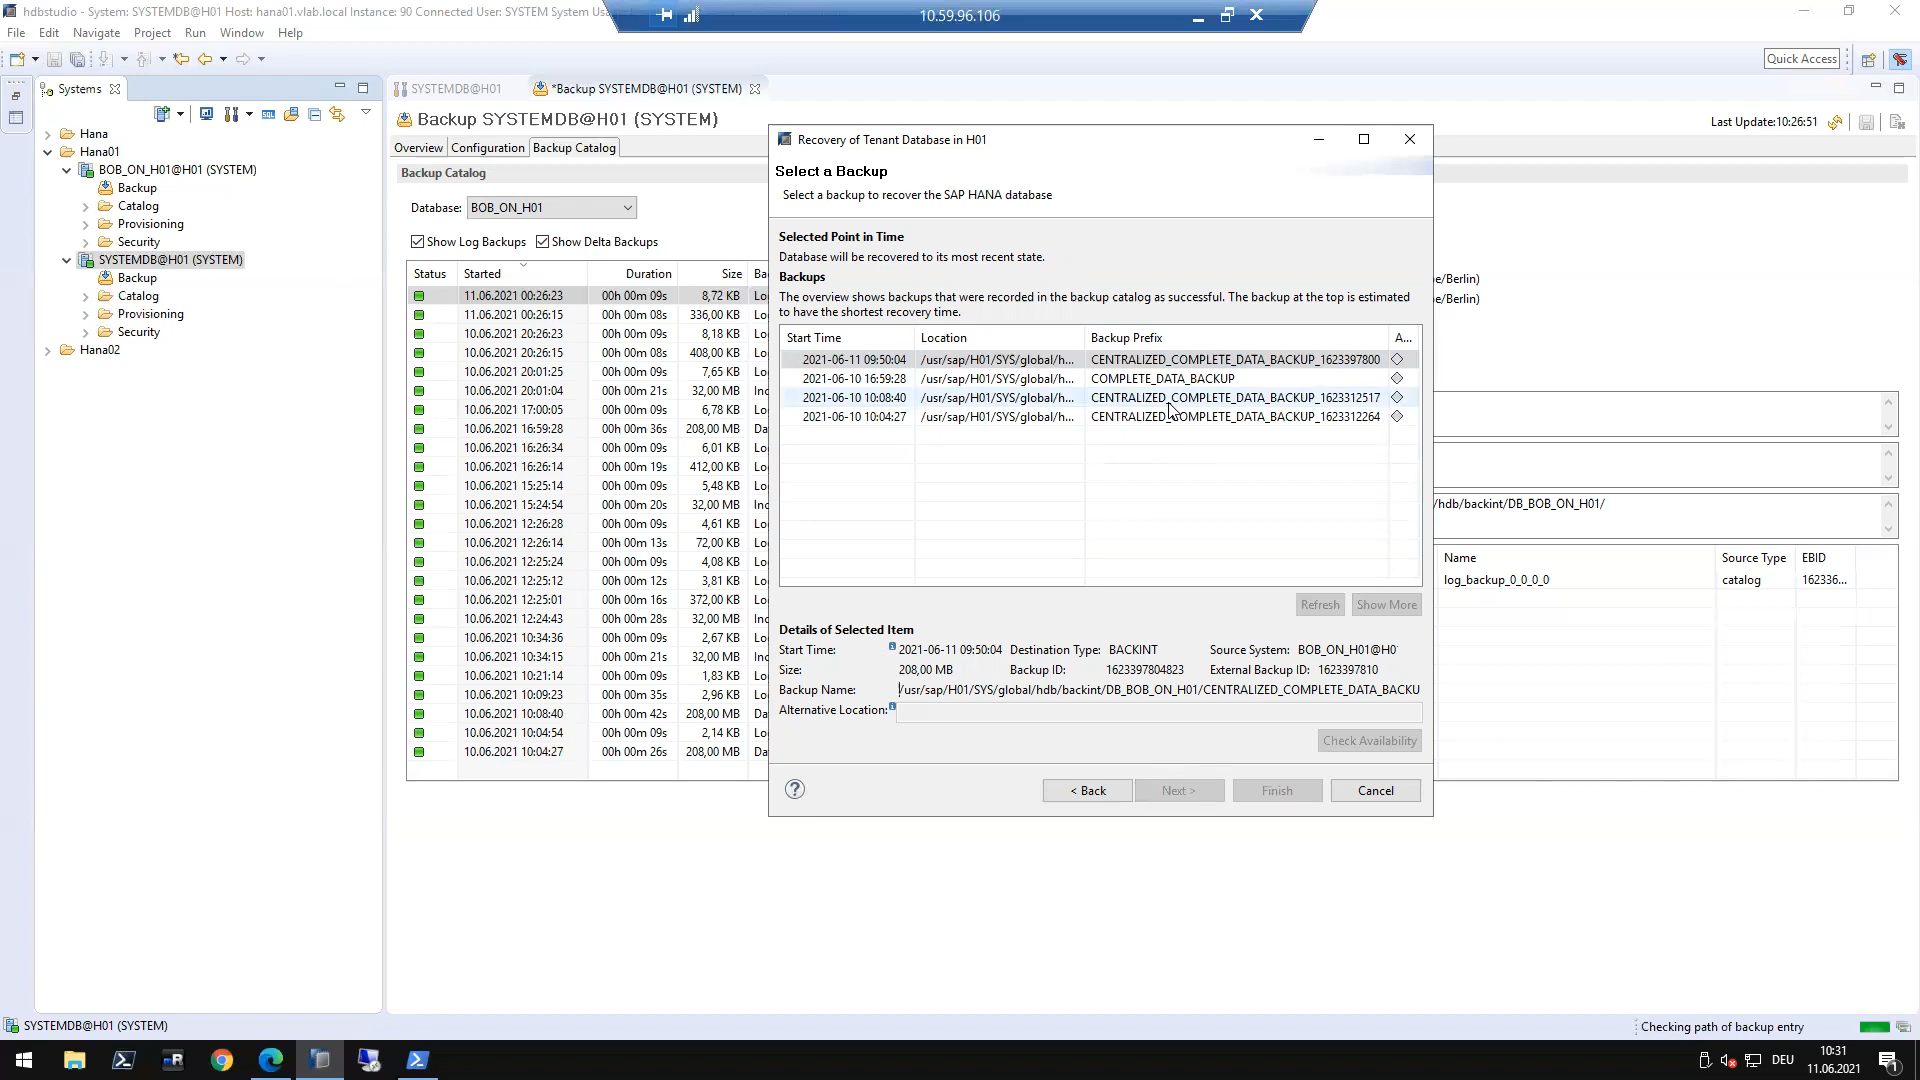 hdbstudio - System: SYSTEMDB@H01 Host: hana01.vlab.local Instance: 90 Connected User: SYSTEM System
10.59.96.106
File Edit Navigate Project Run Window Help
Quick Access
Systems
SYSTEMDB@H01
*Backup SYSTEMDB@H01 (SYSTEM)
Backup SYSTEMDB@H01 (SYSTEM)
Last Update:10:26:51
Overview Configuration Backup Catalog
Backup Catalog
Hana
Hana01
BOB_ON_H01@H01 (SYSTEM)
Backup
Catalog
Provisioning
Security
SYSTEMDB@H01 (SYSTEM)
Backup
Catalog
Provisioning
Security
Hana02
Database: BOB_ON_H01
Show Log Backups Show Delta Backups
Status Started Duration Size Ba
11.06.2021 00:26:23 00h 00m 09s 8,72 KB Lo
11.06.2021 00:26:15 00h 00m 08s 336,00 KB Lo
10.06.2021 20:26:23 00h 00m 09s 8,18 KB Lo
10.06.2021 20:26:15 00h 00m 08s 408,00 KB Lo
10.06.2021 20:01:25 00h 00m 09s 7,65 KB Lo
10.06.2021 20:01:04 00h 00m 21s 32,00 MB Inc
10.06.2021 17:00:05 00h 00m 09s 6,78 KB Lo
10.06.2021 16:59:28 00h 00m 36s 208,00 MB Da
10.06.2021 16:26:34 00h 00m 09s 6,01 KB Lo
10.06.2021 16:26:14 00h 00m 19s 412,00 KB Lo
10.06.2021 15:25:14 00h 00m 09s 5,48 KB Lo
10.06.2021 15:24:54 00h 00m 20s 32,00 MB Inc
10.06.2021 12:26:28 00h 00m 09s 4,61 KB Lo
10.06.2021 12:26:14 00h 00m 13s 72,00 KB Lo
10.06.2021 12:25:24 00h 00m 09s 4,08 KB Lo
10.06.2021 12:25:12 00h 00m 12s 3,81 KB Lo
10.06.2021 12:25:01 00h 00m 16s 372,00 KB Lo
10.06.2021 12:24:43 00h 00m 28s 32,00 MB Inc
10.06.2021 10:34:36 00h 00m 09s 2,67 KB Lo
10.06.2021 10:34:15 00h 00m 21s 32,00 MB Inc
10.06.2021 10:21:14 00h 00m 09s 1,83 KB Lo
10.06.2021 10:09:23 00h 00m 35s 2,96 KB Lo
10.06.2021 10:08:40 00h 00m 42s 208,00 MB Da
10.06.2021 10:04:54 00h 00m 09s 2,14 KB Lo
10.06.2021 10:04:27 00h 00m 26s 208,00 MB Da
Recovery of Tenant Database in H01
Select a Backup
Select a backup to recover the SAP HANA database
Selected Point in Time
Database will be recovered to its most recent state.
Backups
The overview shows backups that were recorded in the backup catalog as successful. The backup at the top is estimated
to have the shortest recovery time.
Start Time Location Backup Prefix A...
2021-06-11 09:50:04 /usr/sap/H01/SYS/global/h... CENTRALIZED_COMPLETE_DATA_BACKUP_1623397800
2021-06-10 16:59:28 /usr/sap/H01/SYS/global/h... COMPLETE_DATA_BACKUP
2021-06-10 10:08:40 /usr/sap/H01/SYS/global/h... CENTRALIZED_COMPLETE_DATA_BACKUP_1623312517
2021-06-10 10:04:27 /usr/sap/H01/SYS/global/h... CENTRALIZED_COMPLETE_DATA_BACKUP_1623312264
Refresh Show More
Details of Selected Item
Start Time: 2021-06-11 09:50:04 Destination Type: BACKINT Source System: BOB_ON_H01@H0
Size: 208,00 MB Backup ID: 1623397804823 External Backup ID: 1623397810
Backup Name: /usr/sap/H01/SYS/global/hdb/backint/DB_BOB_ON_H01/CENTRALIZED_COMPLETE_DATA_BACKU
Alternative Location:
Check Availability
? < Back Next > Finish Cancel
e/Berlin)
e/Berlin)
/hdb/backint/DB_BOB_ON_H01/
Name Source Type EBID
log_backup_0_0_0_0 catalog 162336...
SYSTEMDB@H01 (SYSTEM)
Checking path of backup entry
DEU
10:31
11.06.2021
1